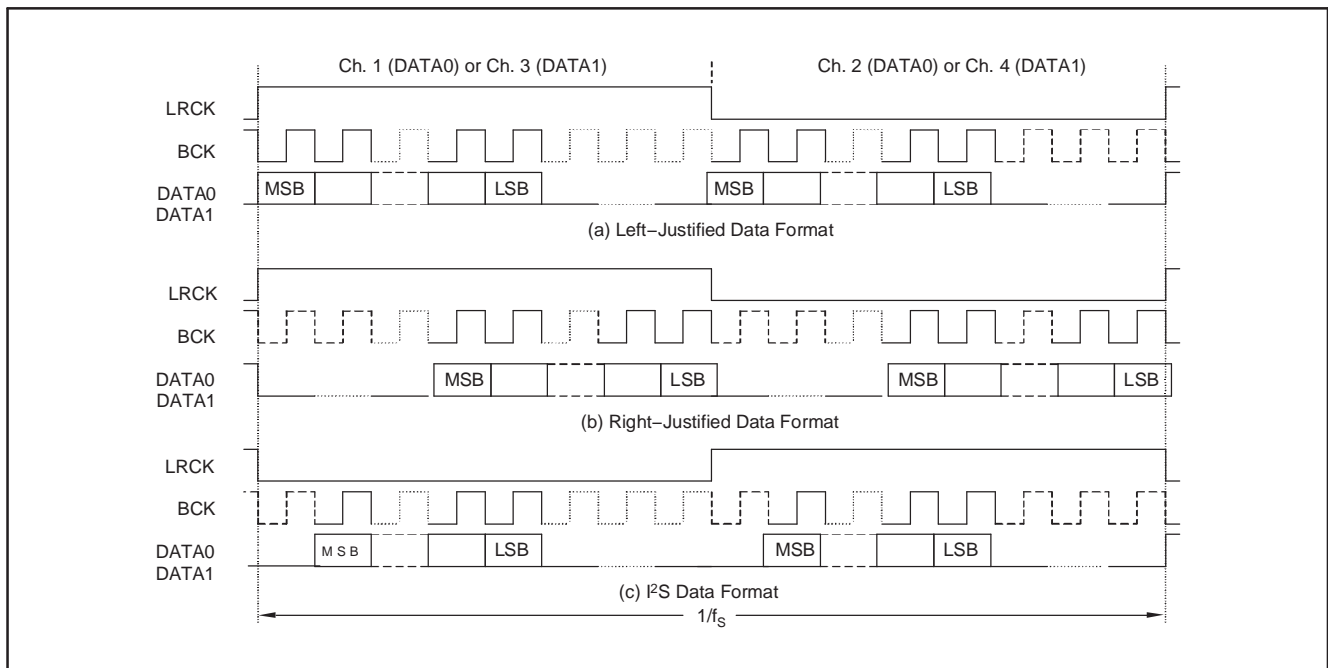 Ch. 1 (DATA0) or Ch. 3 (DATA1) Ch. 2 (DATA0) or Ch. 4 (DATA1)
LRCK
BCK
DATA0 MSB LSB MSB LSB
DATA1
(a) Left−Justified Data Format
LRCK
BCK
DATA0 MSB LSB MSB LSB
DATA1
(b) Right−Justified Data Format
LRCK
BCK
DATA0 M S B LSB MSB LSB
DATA1
(c) I²S Data Format
1/fS